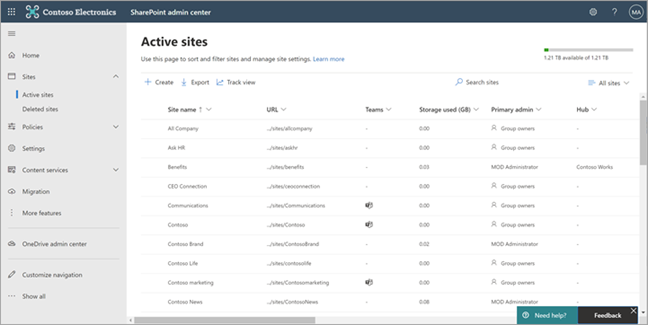 Contoso Electronics SharePoint admin center ? MA
Home
Sites
Active sites
Deleted sites
Policies
Settings
Content services
Migration
More features
OneDrive admin center
Customize navigation
Show all
Active sites
Use this page to sort and filter sites and manage site settings. Learn more
1.21 TB available of 1.21 TB
Create Export Track view Search sites All sites
Site name ↑ URL Teams Storage used (GB) Primary admin Hub
All Company .../sites/allcompany - 0.00 Group owners -
Ask HR .../sites/askhr - 0.00 Group owners -
Benefits .../sites/benefits - 0.03 MOD Administrator Contoso Works
CEO Connection .../sites/ceoconnection - 0.00 Group owners -
Communications .../sites/Communications 0.00 Group owners -
Contoso .../sites/Contoso 0.00 Group owners -
Contoso Brand .../sites/ContosoBrand - 0.02 MOD Administrator -
Contoso Life .../sites/contosolife - 0.00 Group owners -
Contoso marketing .../sites/Contosomarketing 0.00 Group owners -
Contoso News .../sites/ContosoNews - 0.08 MOD Administrator
Need help? Feedback